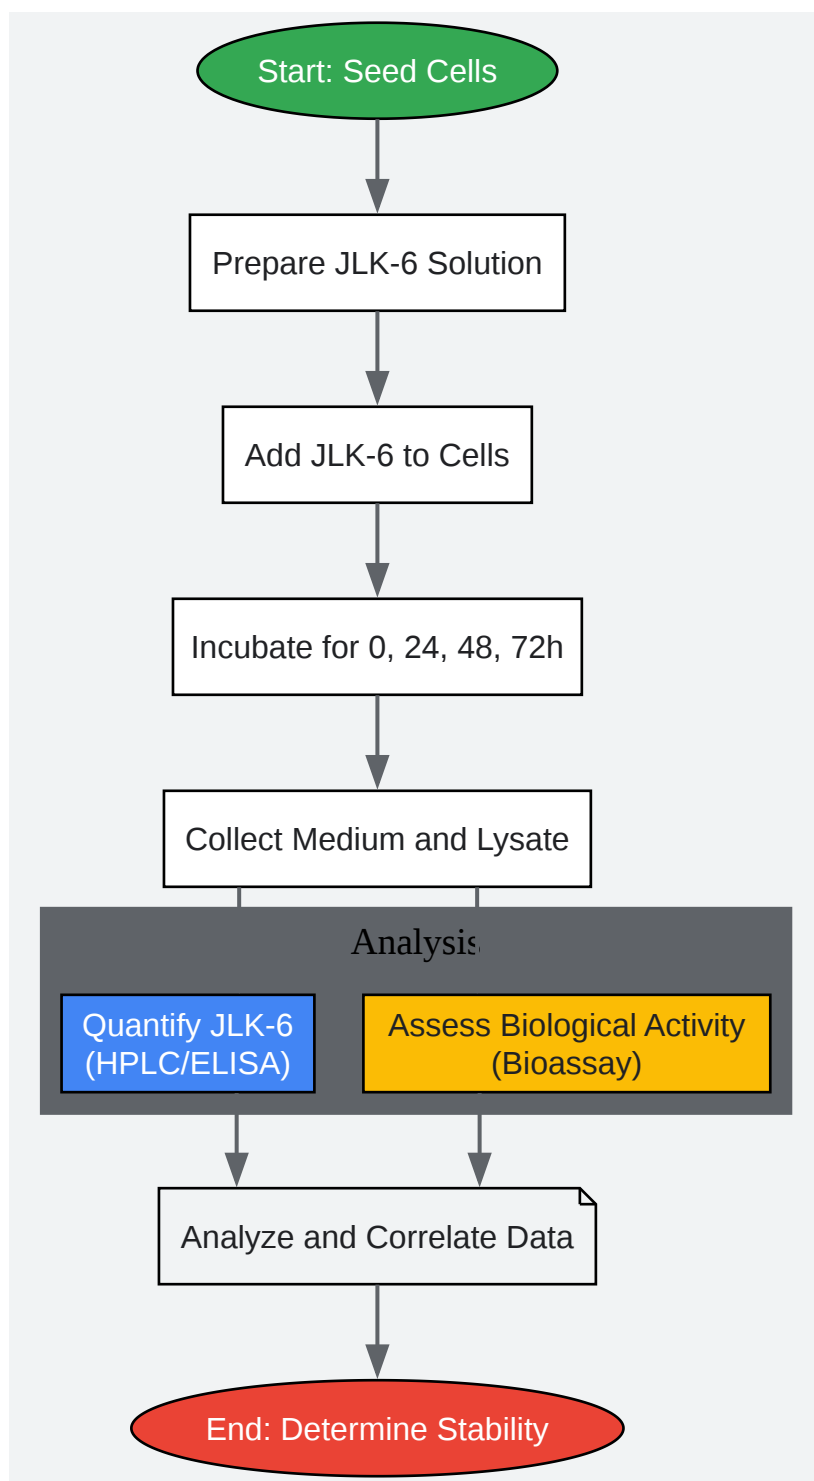 Start: Seed Cells
Prepare JLK-6 Solution
Add JLK-6 to Cells
Incubate for 0, 24, 48, 72h
Collect Medium and Lysate
Analysis
Quantify JLK-6
(HPLC/ELISA)
Assess Biological Activity
(Bioassay)
Analyze and Correlate Data
End: Determine Stability